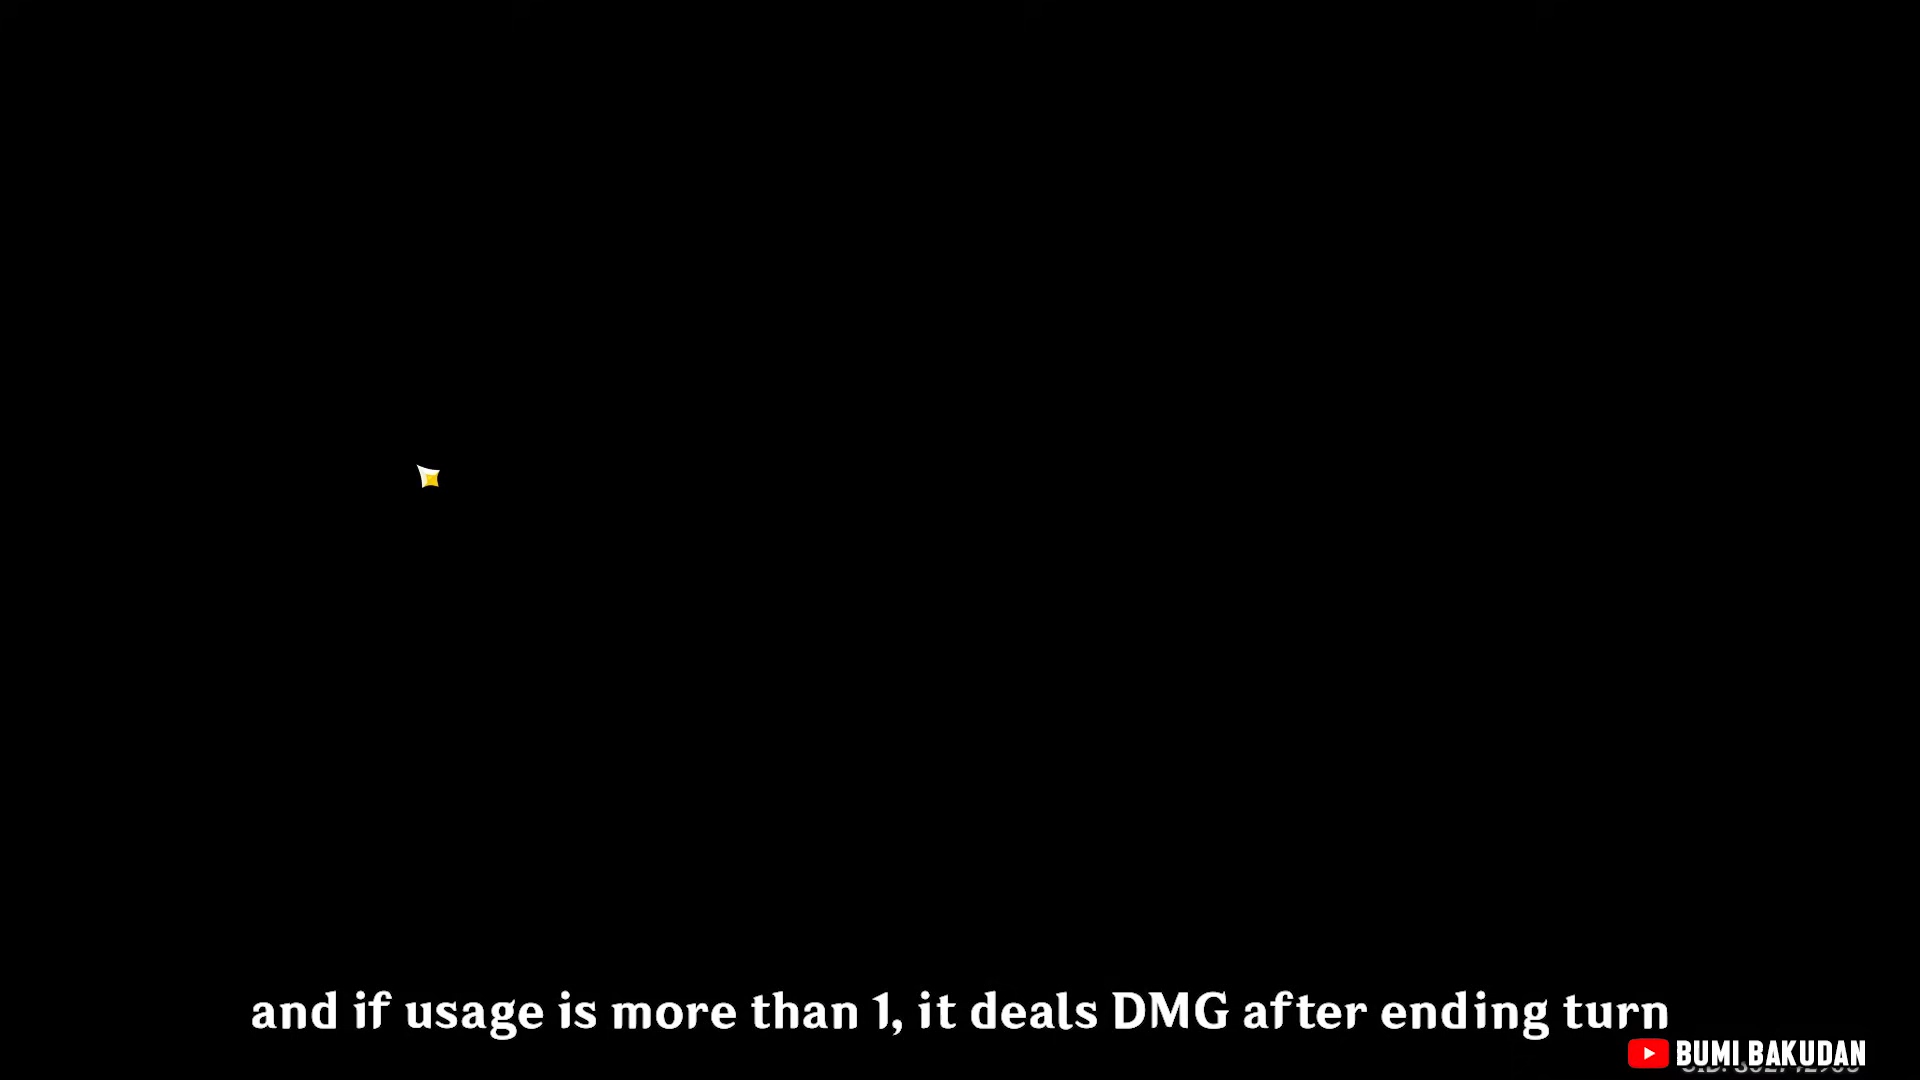 and if usage is more than 1, it deals DMG after ending turn
BUMI BAKUDAN